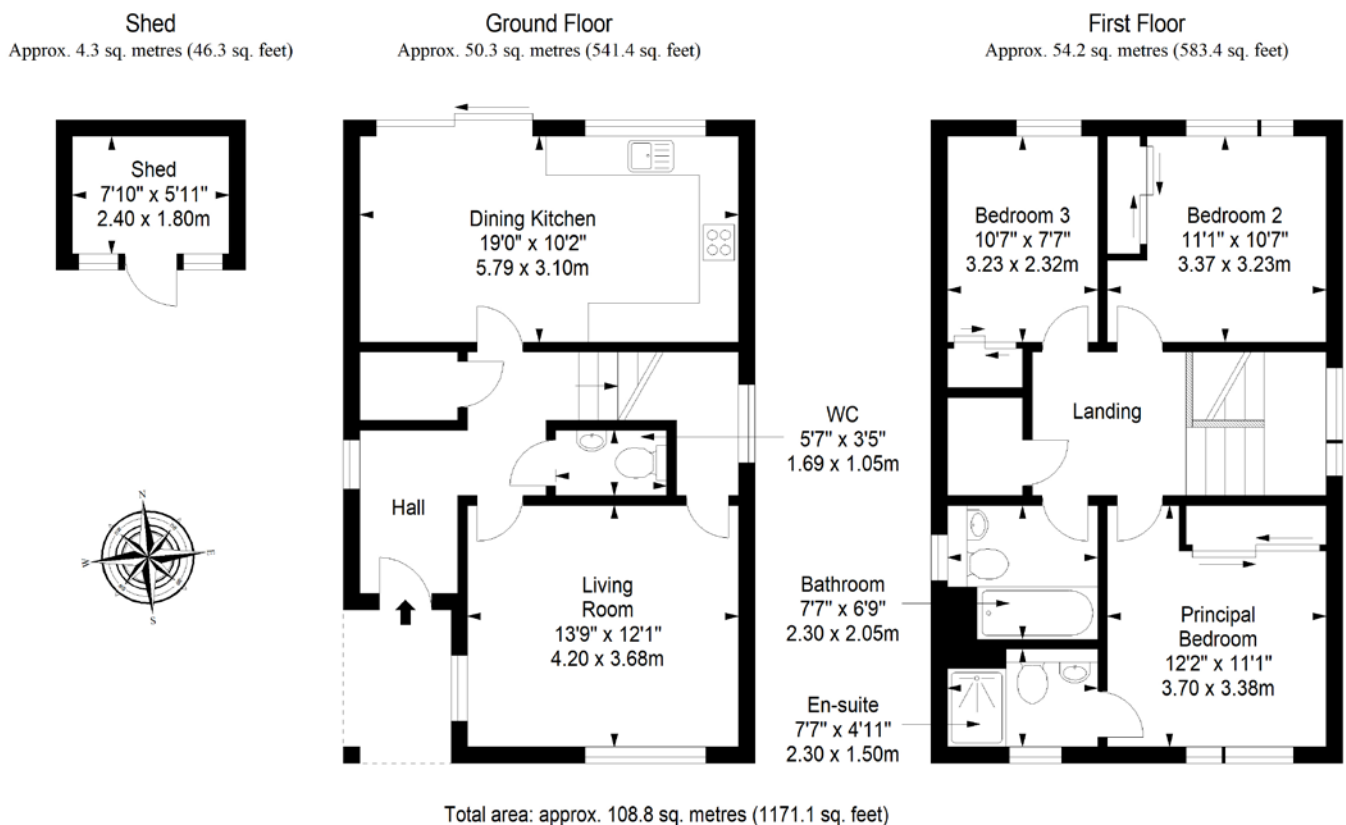 Shed
Approx. 4.3 sq. metres (46.3 sq. feet)
Ground Floor
Approx. 50.3 sq. metres (541.4 sq. feet)
First Floor
Approx. 54.2 sq. metres (583.4 sq. feet)
Shed
7'10" x 5'11"
2.40 x 1.80m
Dining Kitchen
19'0" x 10'2"
5.79 x 3.10m
Bedroom 3
10'7" x 7'7"
3.23 x 2.32m
Bedroom 2
11'1" x 10'7"
3.37 x 3.23m
WC
5'7" x 3'5"
1.69 x 1.05m
Landing
Hall
N
W
E
S
Living
Room
13'9" x 12'1"
4.20 x 3.68m
Bathroom
7'7" x 6'9"
2.30 x 2.05m
Principal
Bedroom
12'2" x 11'1"
3.70 x 3.38m
En-suite
7'7" x 4'11"
2.30 x 1.50m
Total area: approx. 108.8 sq. metres (1171.1 sq. feet)